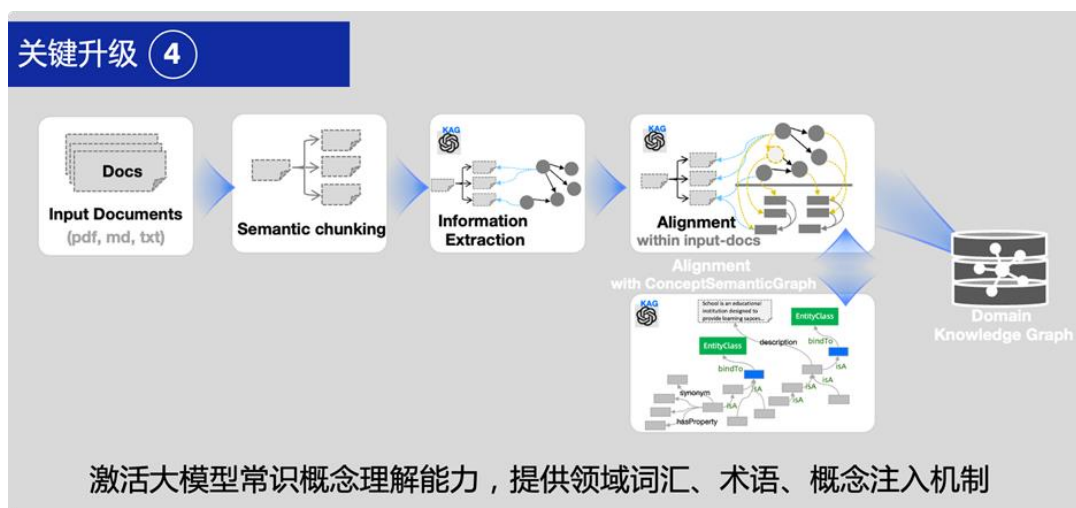 关键升级 4
Docs
Input Documents
(pdf, md, txt)
Semantic chunking
KAG
Information
Extraction
KAG
Alignment
within input-docs
Alignment
with ConceptSemanticGraph
KAG
School is an educational
institution designed to
provide learning sapces...
EntityClass
EntityClass
description
bindTo
bindTo
isA
isA
isA
isA
isA
synonym
hasProperty
Domain
Knowledge Graph
激活大模型常识概念理解能力，提供领域词汇、术语、概念注入机制